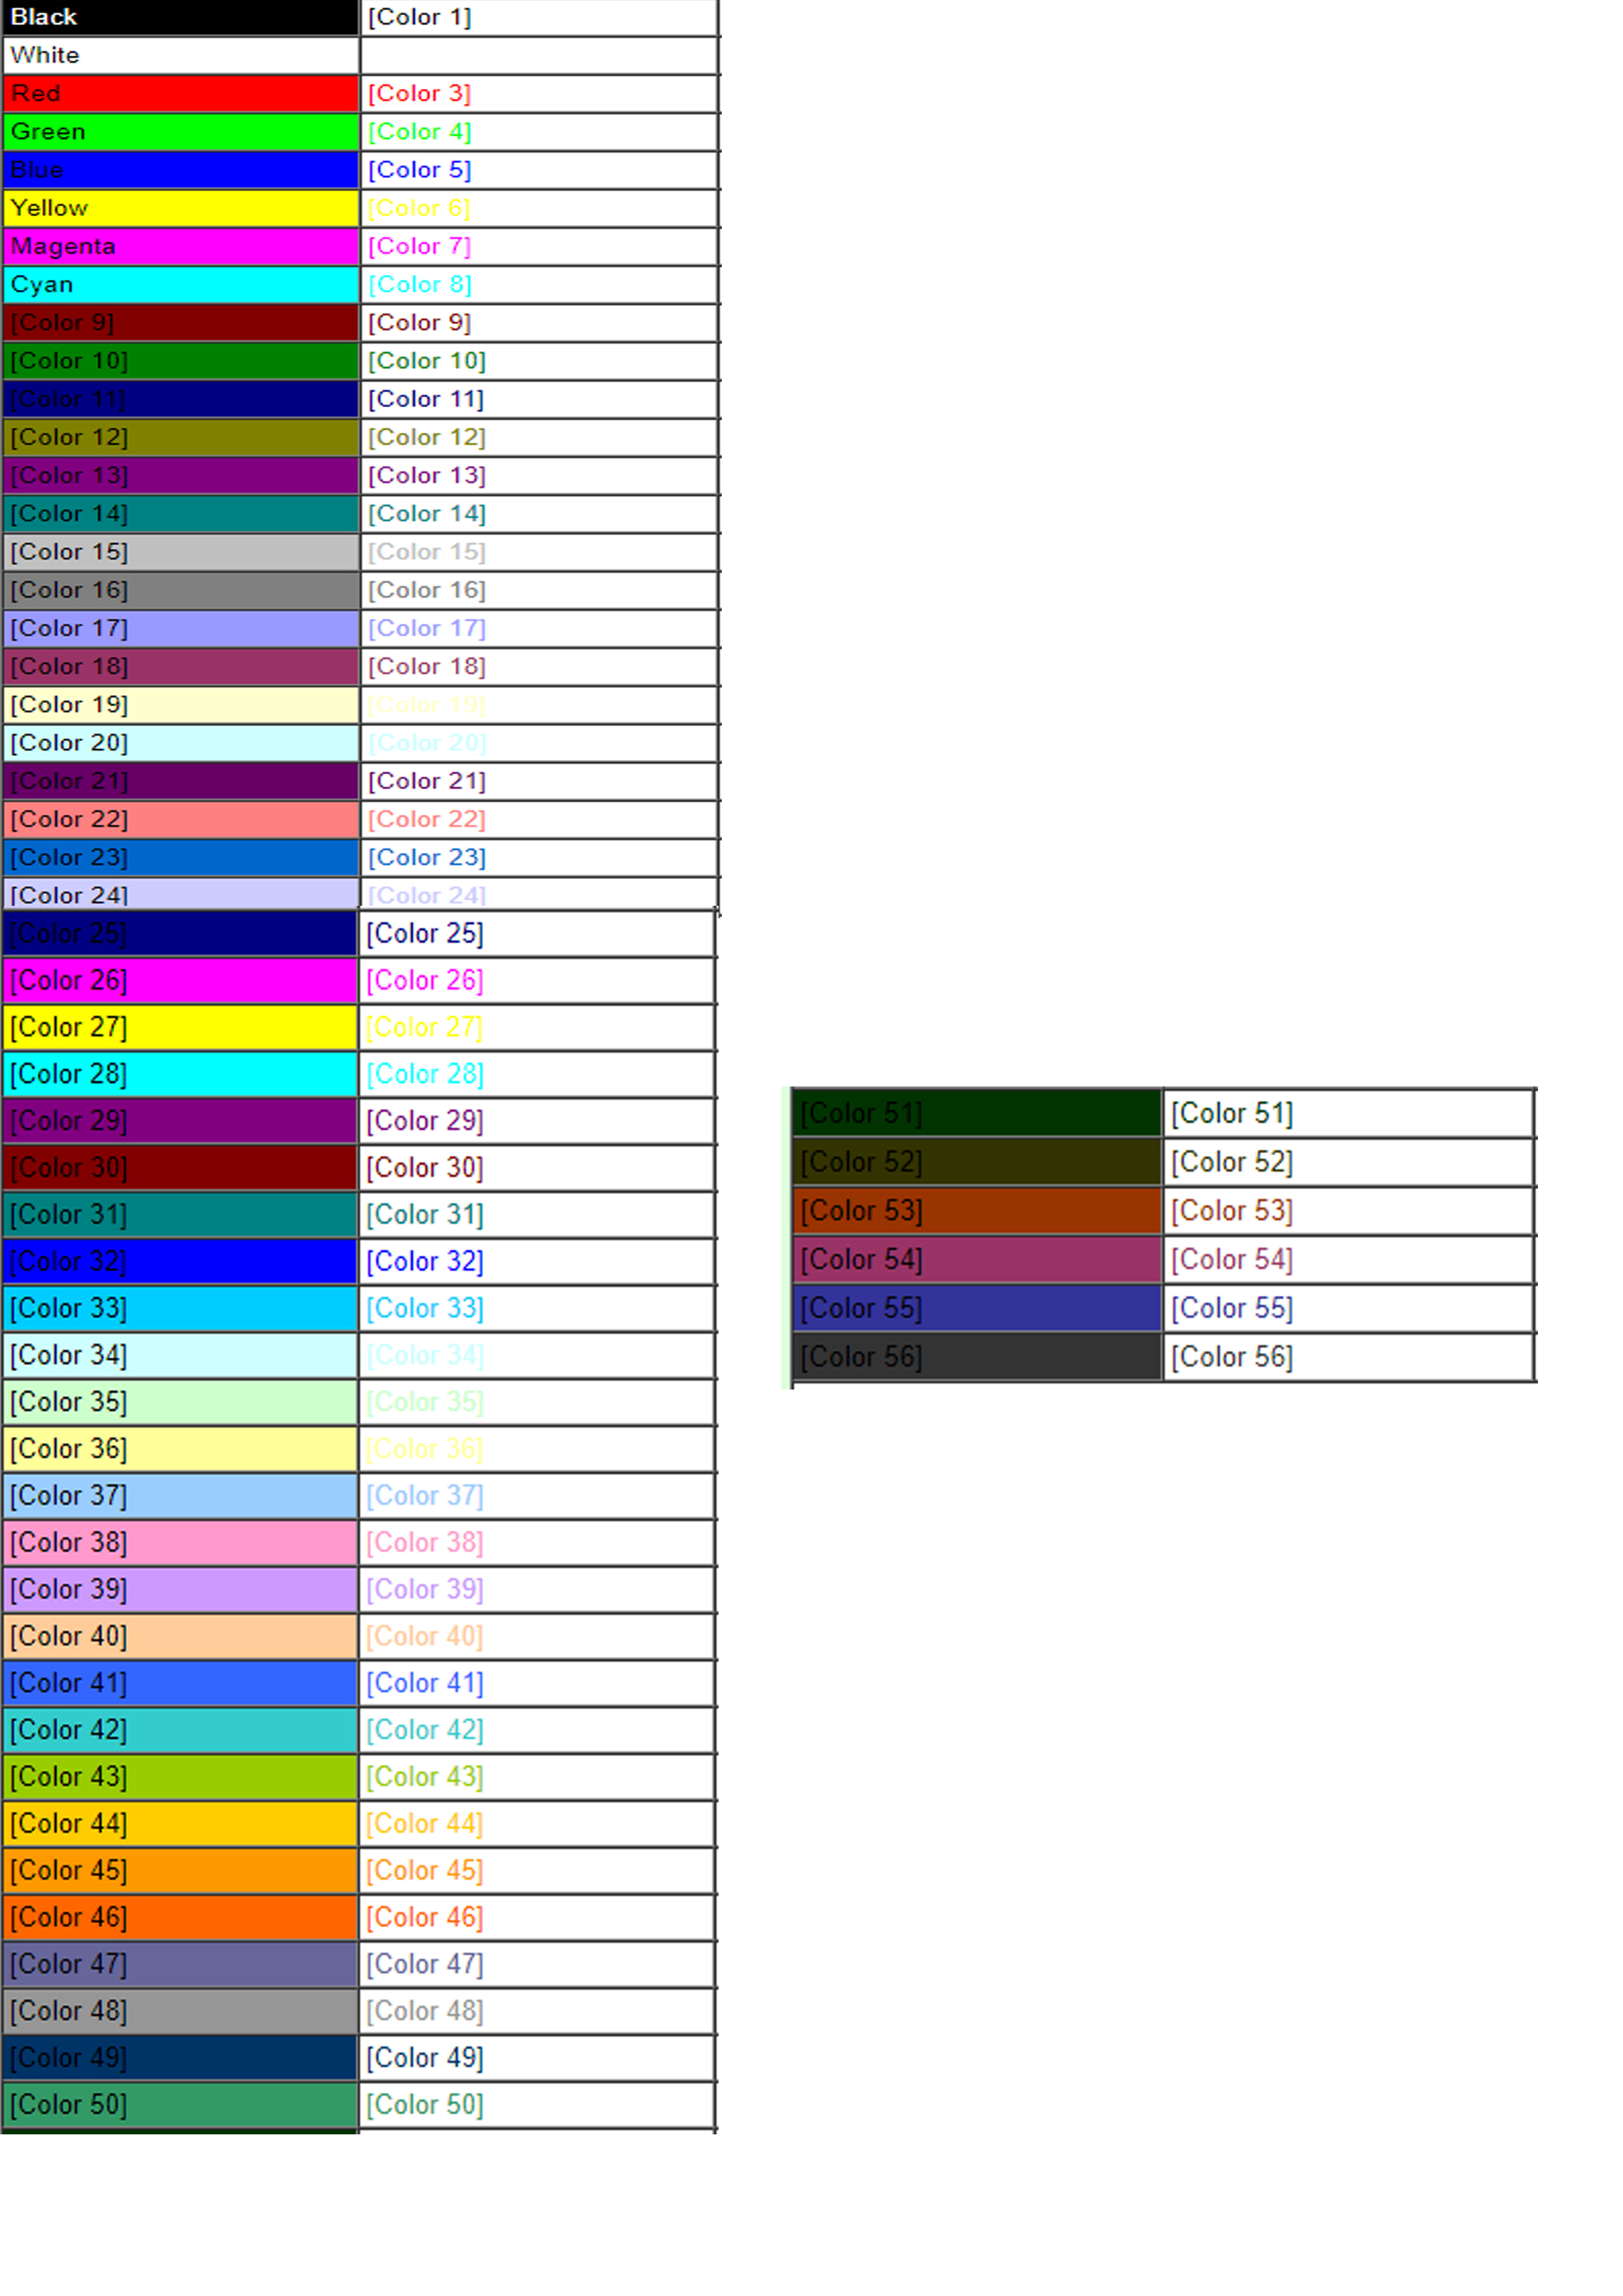 Black [Color 1]
White
Red [Color 3]
Green [Color 4]
Blue [Color 5]
Yellow [Color 6]
Magenta [Color 7]
Cyan [Color 8]
[Color 9] [Color 9]
[Color 10] [Color 10]
[Color 11] [Color 11]
[Color 12] [Color 12]
[Color 13] [Color 13]
[Color 14] [Color 14]
[Color 15] [Color 15]
[Color 16] [Color 16]
[Color 17] [Color 17]
[Color 18] [Color 18]
[Color 19] [Color 19]
[Color 20] [Color 20]
[Color 21] [Color 21]
[Color 22] [Color 22]
[Color 23] [Color 23]
[Color 24] [Color 24]
[Color 25] [Color 25]
[Color 26] [Color 26]
[Color 27] [Color 27]
[Color 28] [Color 28]
[Color 29] [Color 29]
[Color 30] [Color 30]
[Color 31] [Color 31]
[Color 32] [Color 32]
[Color 33] [Color 33]
[Color 34] [Color 34]
[Color 35] [Color 35]
[Color 36] [Color 36]
[Color 37] [Color 37]
[Color 38] [Color 38]
[Color 39] [Color 39]
[Color 40] [Color 40]
[Color 41] [Color 41]
[Color 42] [Color 42]
[Color 43] [Color 43]
[Color 44] [Color 44]
[Color 45] [Color 45]
[Color 46] [Color 46]
[Color 47] [Color 47]
[Color 48] [Color 48]
[Color 49] [Color 49]
[Color 50] [Color 50]
[Color 51] [Color 51]
[Color 52] [Color 52]
[Color 53] [Color 53]
[Color 54] [Color 54]
[Color 55] [Color 55]
[Color 56] [Color 56]